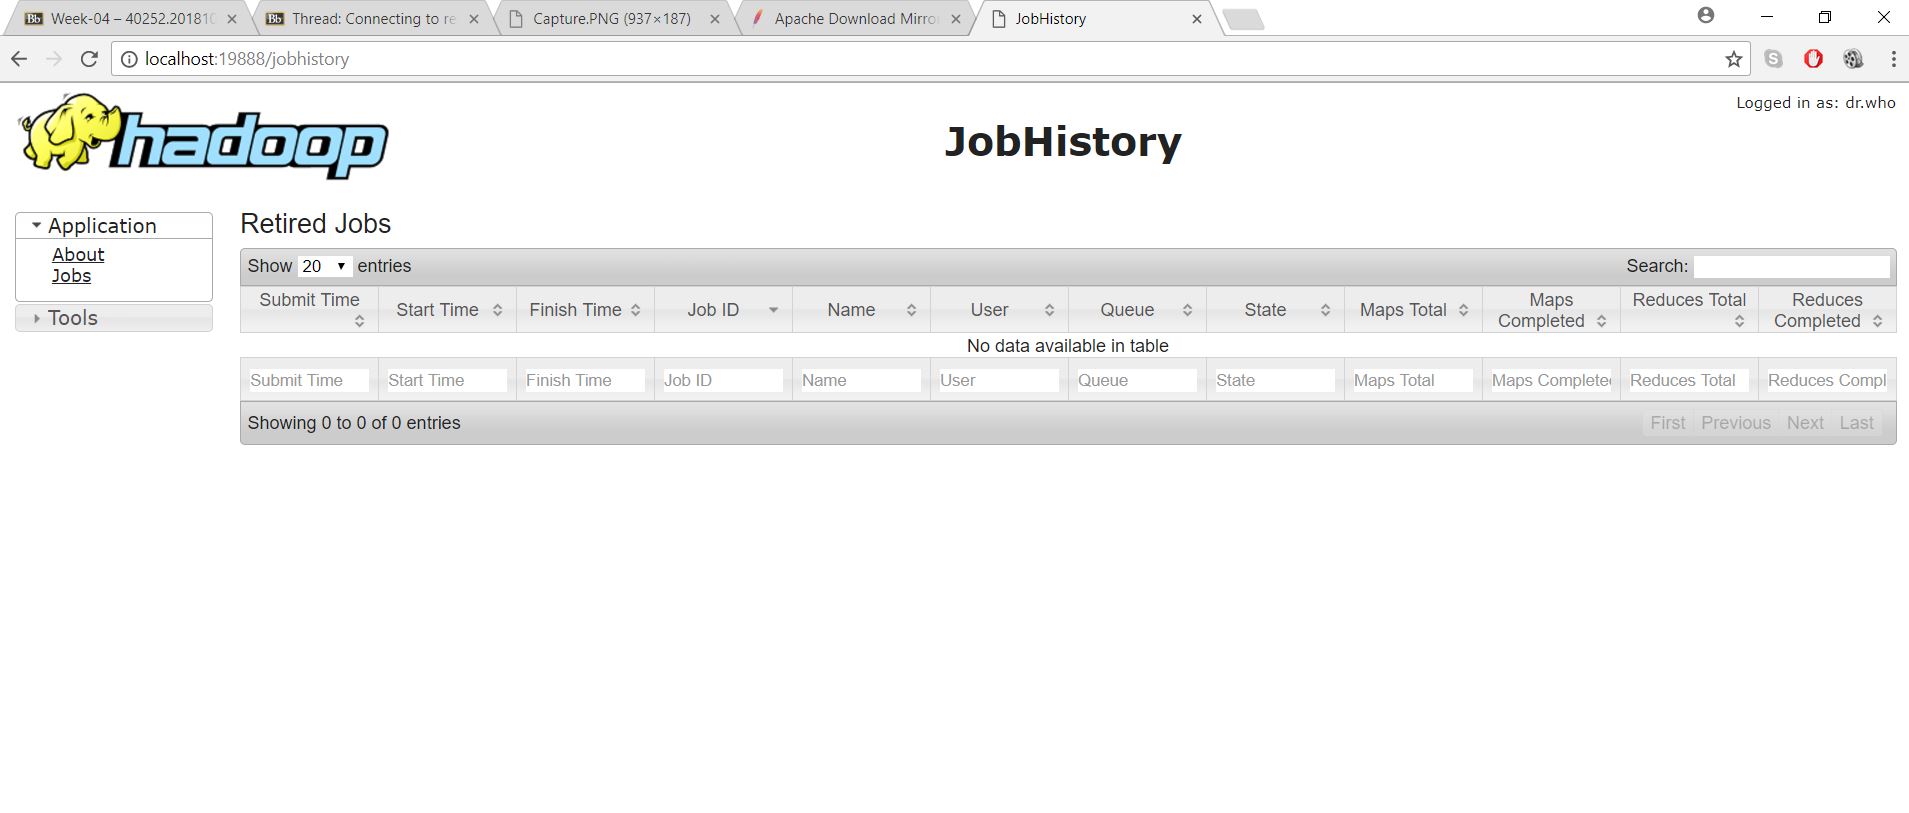 Week-04 – 40252.201810
Thread: Connecting to re
Capture.PNG (937×187)
Apache Download Mirro
JobHistory
localhost:19888/jobhistory
Logged in as: dr.who
hadoop
JobHistory
Application
About
Jobs
Tools
Retired Jobs
Show 20 entries
Search:
Submit Time Start Time Finish Time Job ID Name User Queue State Maps Total Maps Completed Reduces Total Reduces Completed
No data available in table
Submit Time Start Time Finish Time Job ID Name User Queue State Maps Total Maps Complete Reduces Total Reduces Compl
Showing 0 to 0 of 0 entries
First Previous Next Last